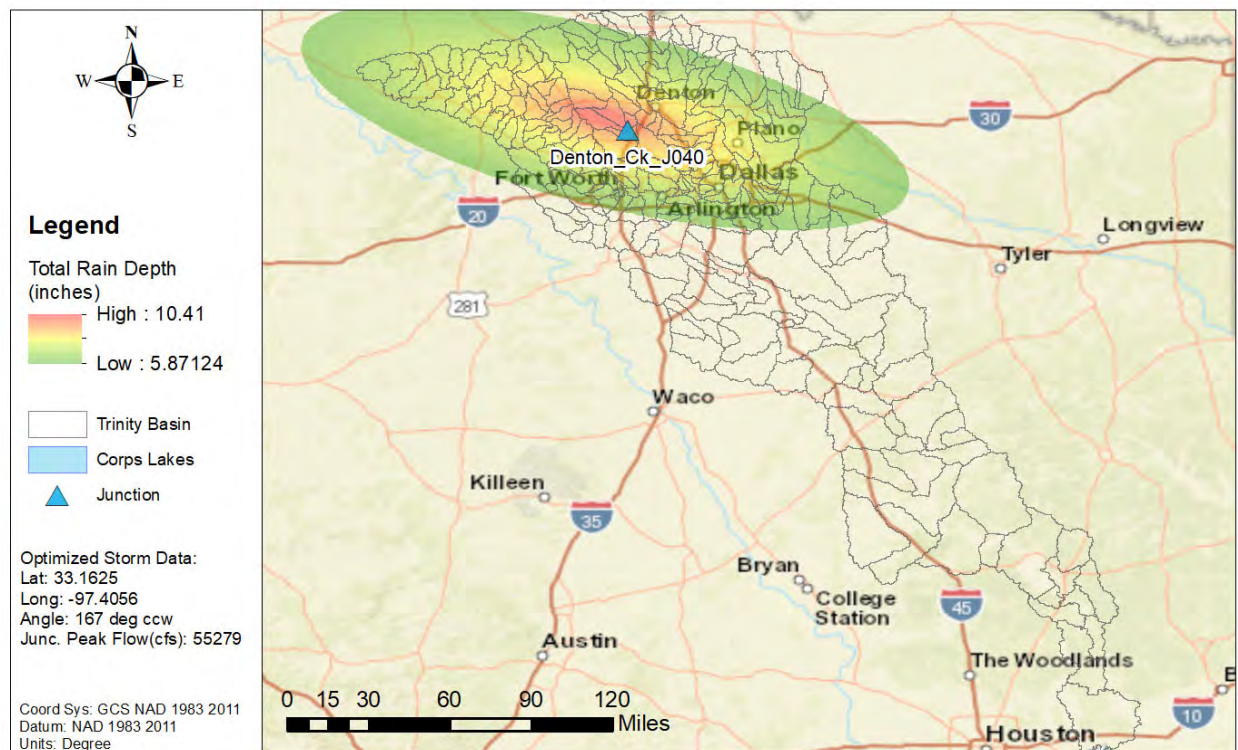 N
W E
S
Legend
Total Rain Depth
(inches)
High : 10.41
Low : 5.87124
Trinity Basin
Corps Lakes
Junction
Optimized Storm Data:
Lat: 33.1625
Long: -97.4056
Angle: 167 deg ccw
Junc. Peak Flow(cfs): 55279
Coord Sys: GCS NAD 1983 2011
Datum: NAD 1983 2011
Units: Degree
Denton
30
Plano
Denton_Ck_J040
Fort Worth
Dallas
20
Arlington
Longview
Tyler
281
Waco
Killeen
35
Bryan
College
Station
45
Austin
The Woodlands
B
10
Houston
0 15 30 60 90 120
Miles